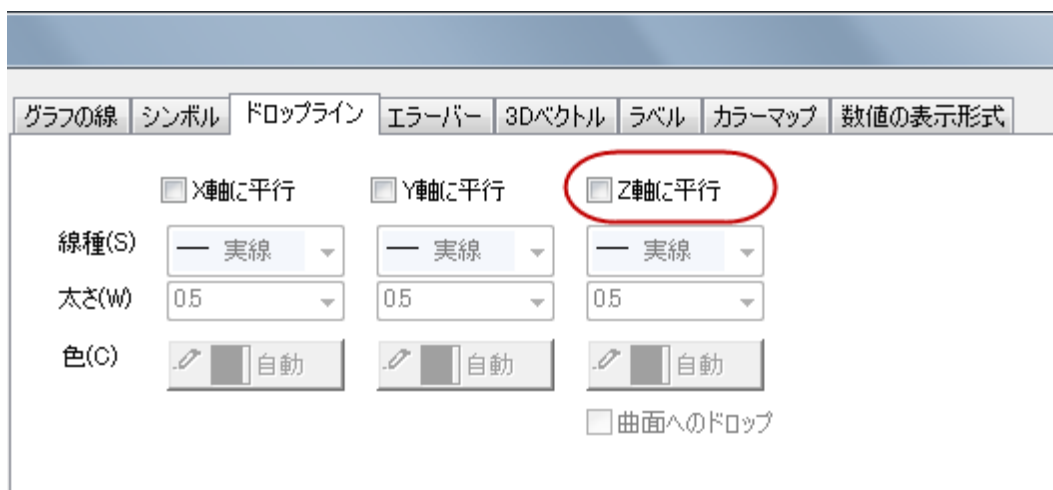 グラフの線 シンボル ドロップライン エラーバー 3Dベクトル ラベル カラーマップ 数値の表示形式
X軸に平行 Y軸に平行 Z軸に平行
線種(S) 実線 実線 実線
太さ(W) 0.5 0.5 0.5
色(C) 自動 自動 自動
曲面へのドロップ